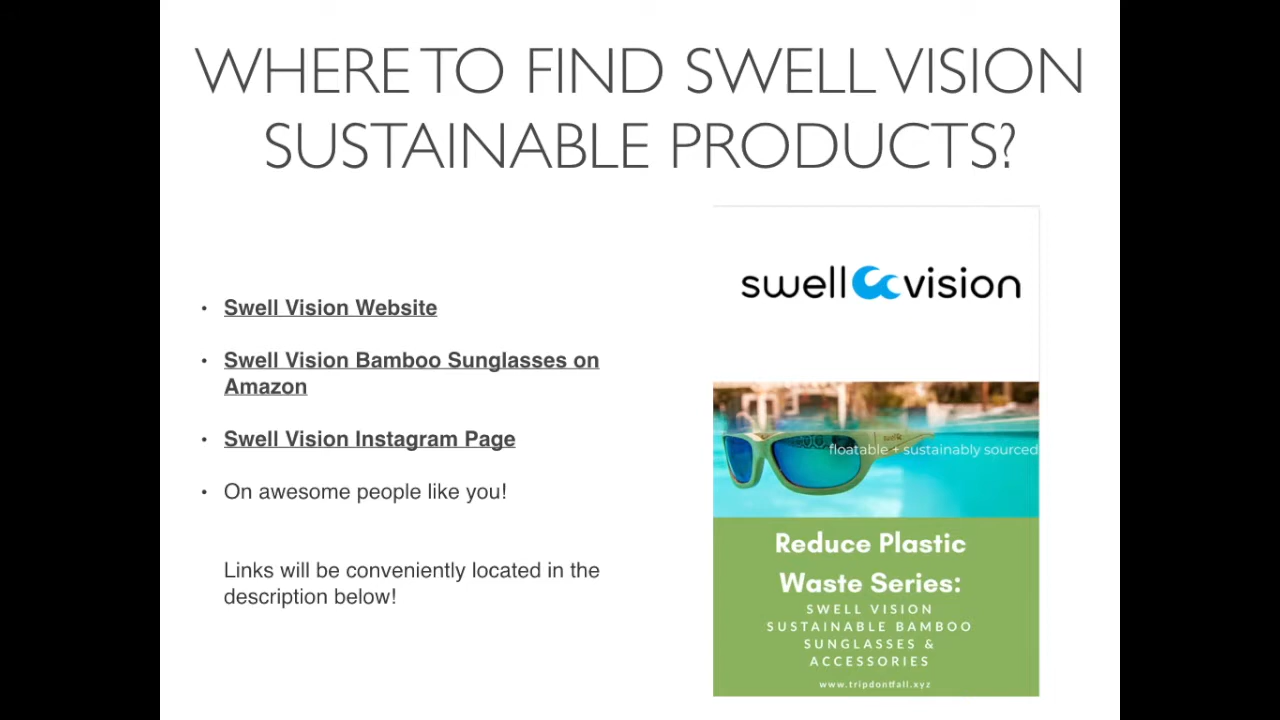 WHERE TO FIND SWELL VISION
SUSTAINABLE PRODUCTS?
• Swell Vision Website
• Swell Vision Bamboo Sunglasses on
Amazon
• Swell Vision Instagram Page
• On awesome people like you!
Links will be conveniently located in the
description below!
swell vision
floatable + sustainably sourced
Reduce Plastic
Waste Series:
SWELL VISION
SUSTAINABLE BAMBOO
SUNGLASSES &
ACCESSORIES
www.tripdontfall.xyz